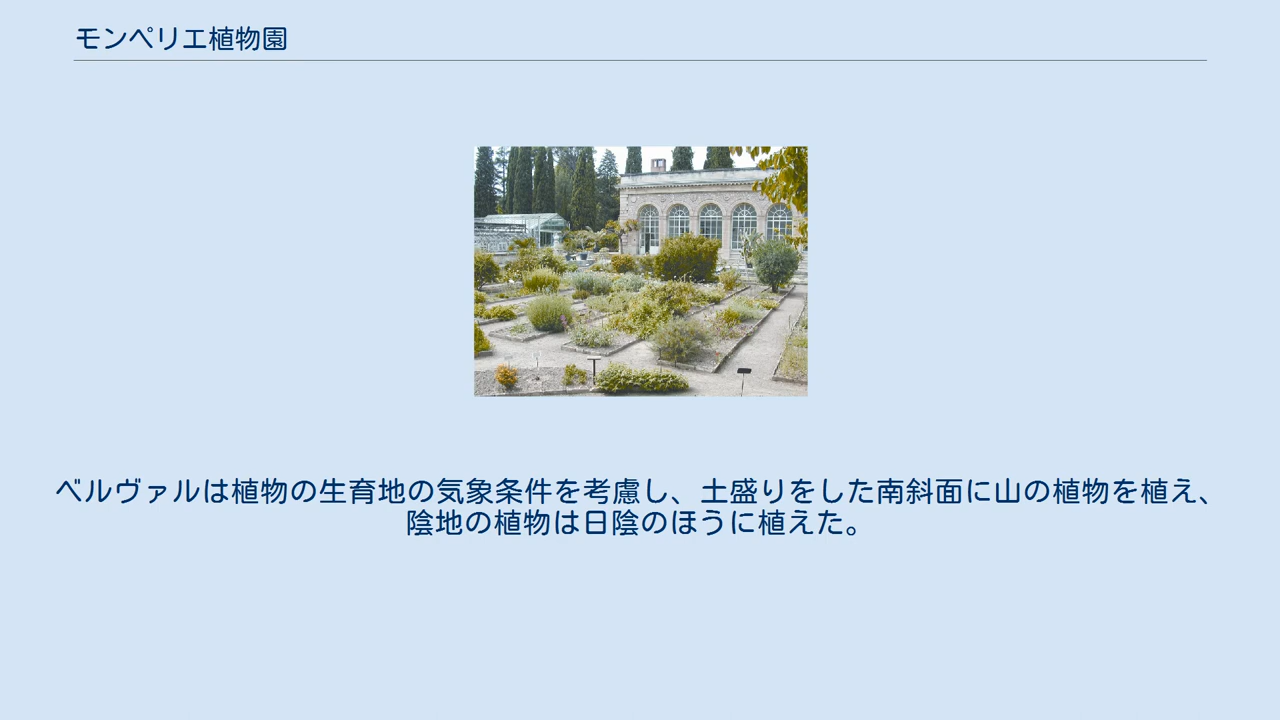 モンペリエ植物園
ベルヴァルは植物の生育地の気象条件を考慮し、土盛りをした南斜面に山の植物を植え、
陰地の植物は日陰のほうに植えた。